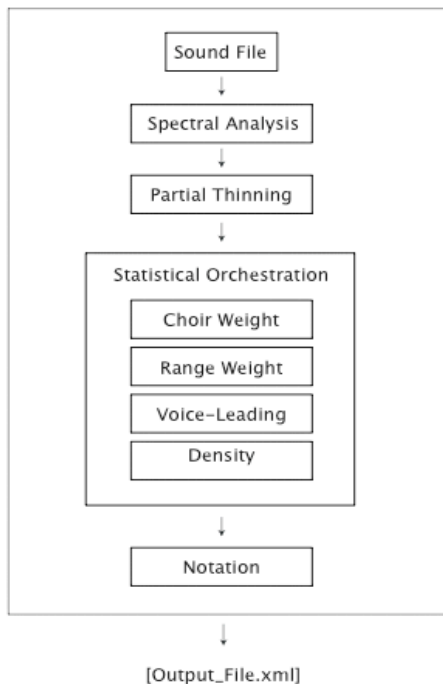 Sound File
Spectral Analysis
Partial Thinning
Statistical Orchestration
Choir Weight
Range Weight
Voice-Leading
Density
Notation
[Output_File.xml]